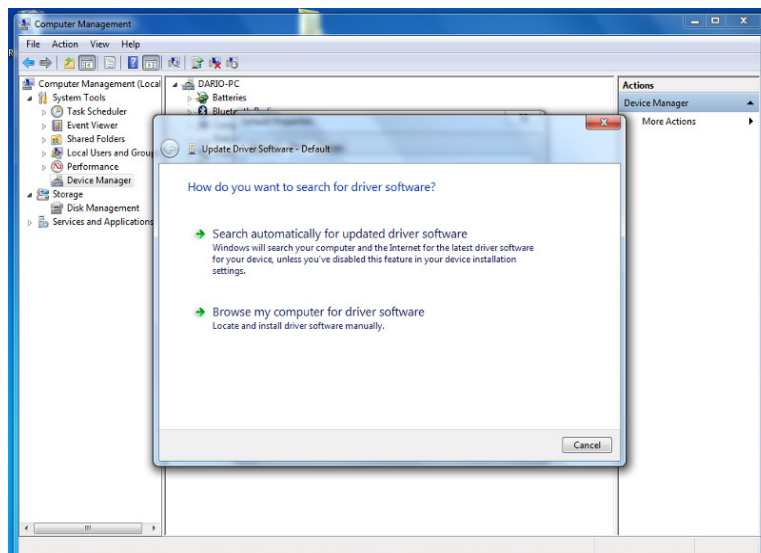 Computer Management
File Action View Help
Computer Management (Local
System Tools
Task Scheduler
Event Viewer
Shared Folders
Local Users and Group
Performance
Device Manager
Storage
Disk Management
Services and Applications
DARIO-PC
Batteries
Actions
Device Manager
More Actions
Update Driver Software - Default
How do you want to search for driver software?
Search automatically for updated driver software
Windows will search your computer and the Internet for the latest driver software
for your device, unless you've disabled this feature in your device installation
settings.
Browse my computer for driver software
Locate and install driver software manually.
Cancel